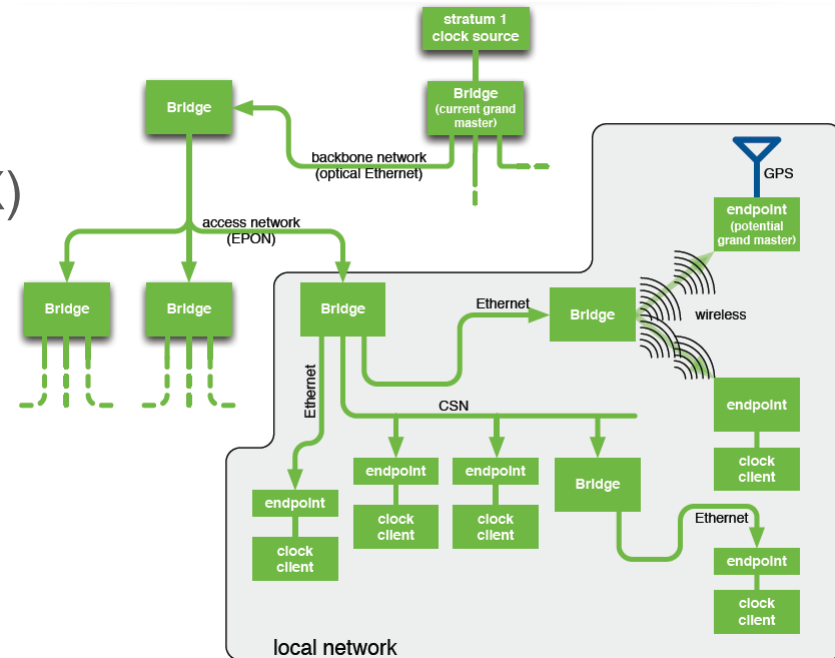 stratum 1
clock source
Bridge
(current grand
master)
Bridge
backbone network
(optical Ethernet)
GPS
X)
endpoint
(potential
grand master)
access network
(EPON)
Bridge
Bridge
Bridge
Ethernet
Bridge
wireless
Ethernet
CSN
endpoint
clock
client
endpoint
clock
client
endpoint
clock
client
Bridge
endpoint
clock
client
Ethernet
endpoint
clock
client
local network